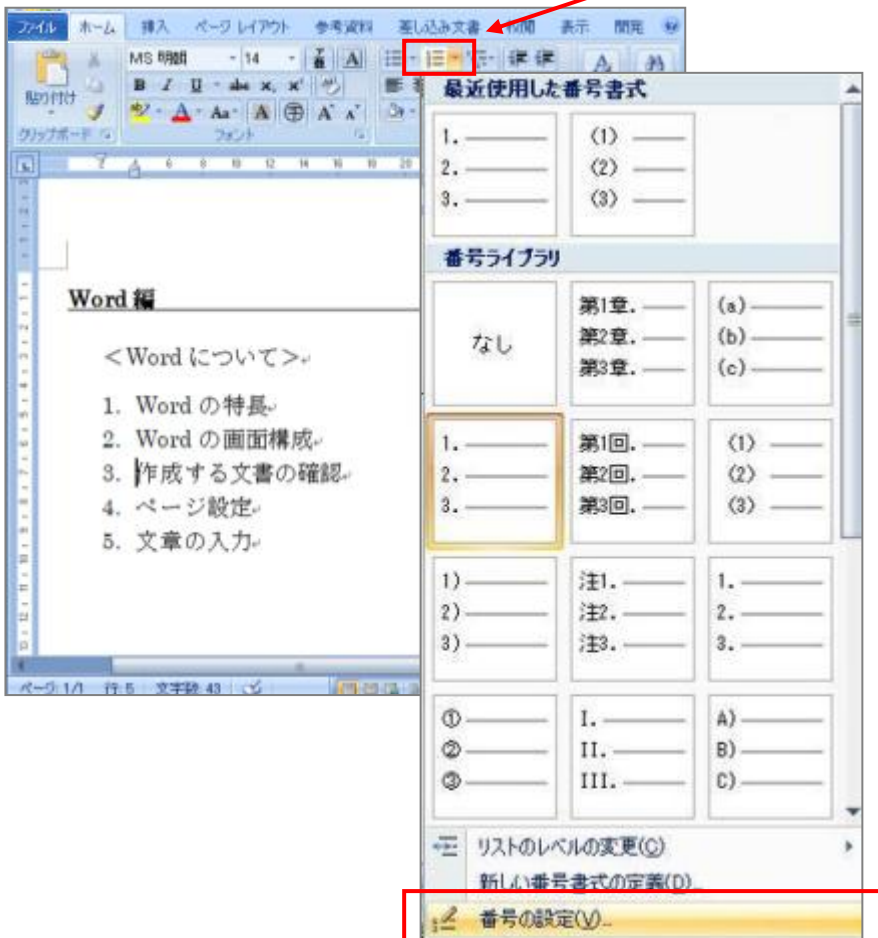 ファイル ホーム 挿入 ページ レイアウト 参考資料 差し込み文書 校閲 表示 開発
MS 明朝 14
貼り付け
B I U abc x, x'
Aa A A A
クリップボード フォント
Word 編
<Word について>
1. Word の特長
2. Word の画面構成
3. 作成する文書の確認
4. ページ設定
5. 文章の入力
ページ: 1/1 行: 5 文字数: 43
最近使用した番号書式
1. (1)
2. (2)
3. (3)
番号ライブラリ
なし
第1章. (a)
第2章. (b)
第3章. (c)
1. 第1回. (1)
2. 第2回. (2)
3. 第3回. (3)
1) 注1. 1.
2) 注2. 2.
3) 注3. 3.
① I. A)
② II. B)
③ III. C)
リストのレベルの変更(C)
新しい番号書式の定義(D)...
番号の設定(V)...